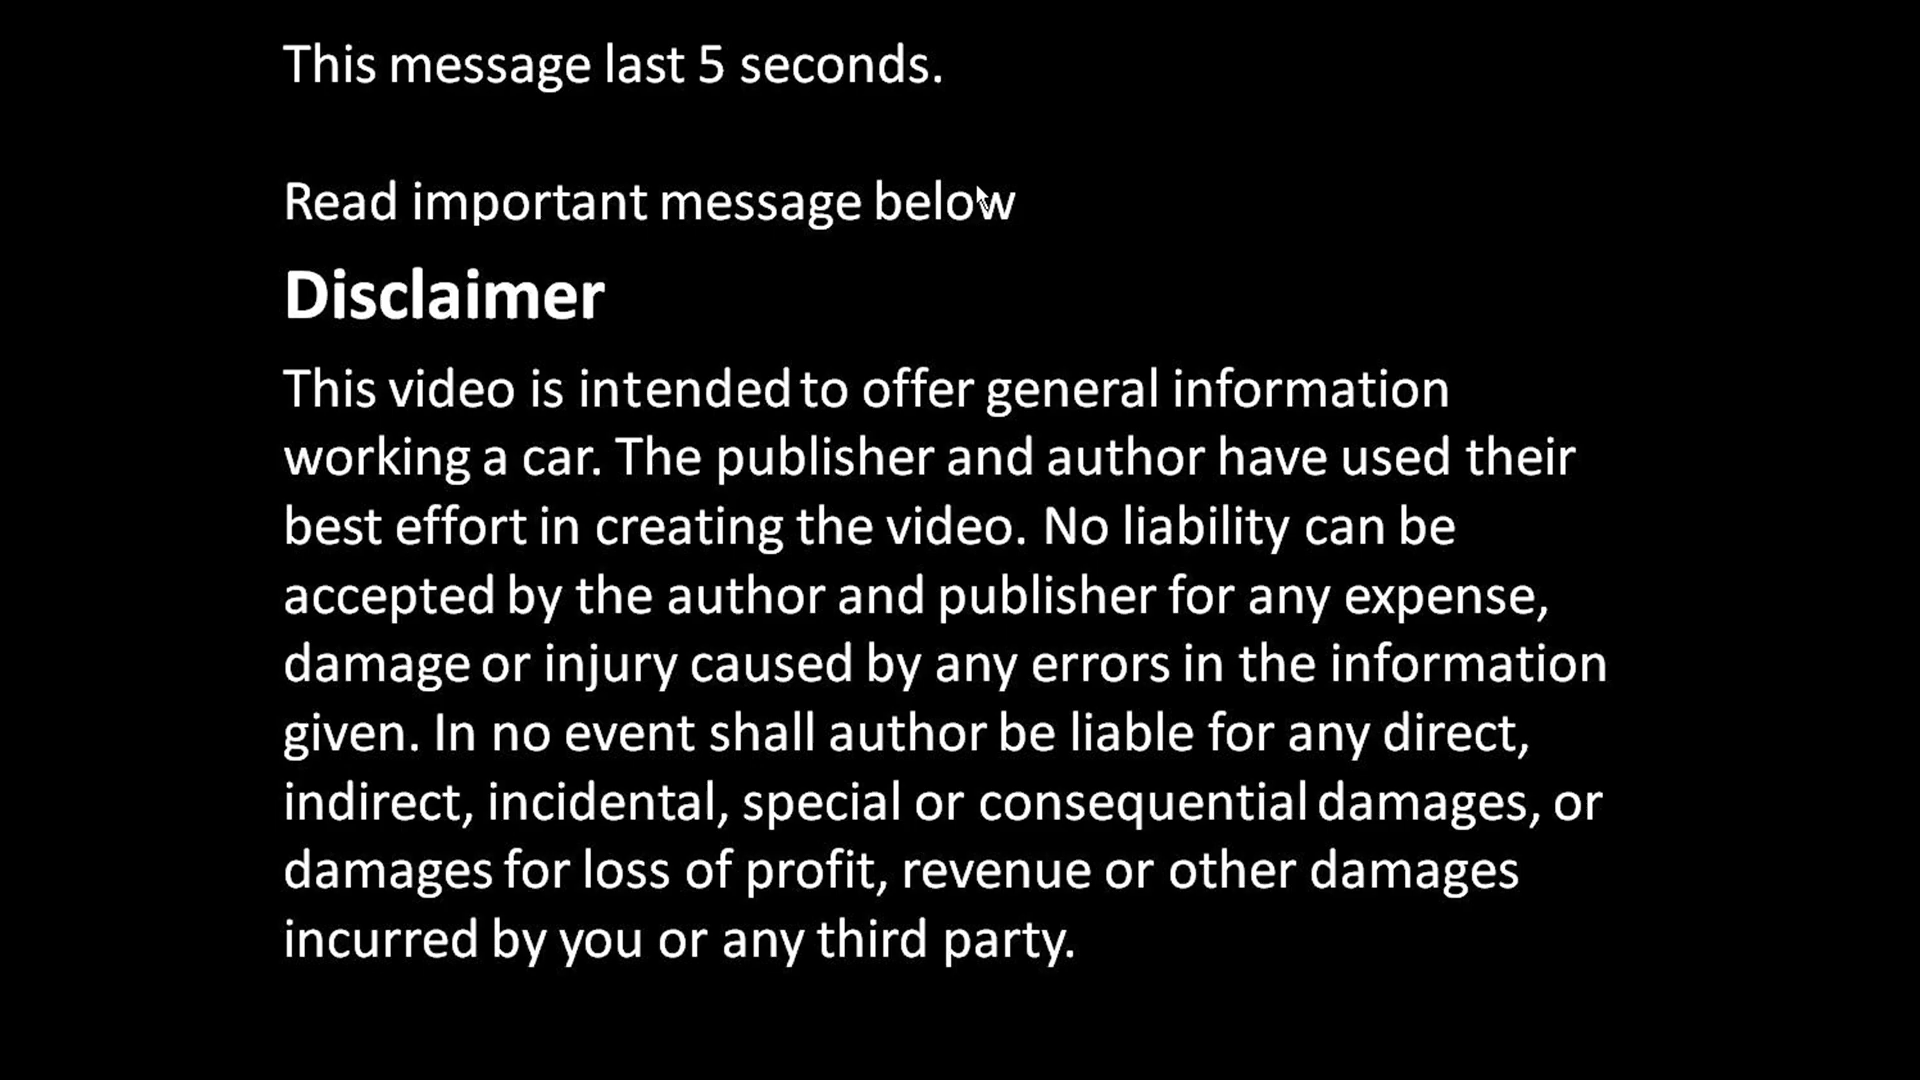 This message last 5 seconds.
Read important message below
Disclaimer
This video is intended to offer general information
working a car. The publisher and author have used their
best effort in creating the video. No liability can be
accepted by the author and publisher for any expense,
damage or injury caused by any errors in the information
given. In no event shall author be liable for any direct,
indirect, incidental, special or consequential damages, or
damages for loss of profit, revenue or other damages
incurred by you or any third party.